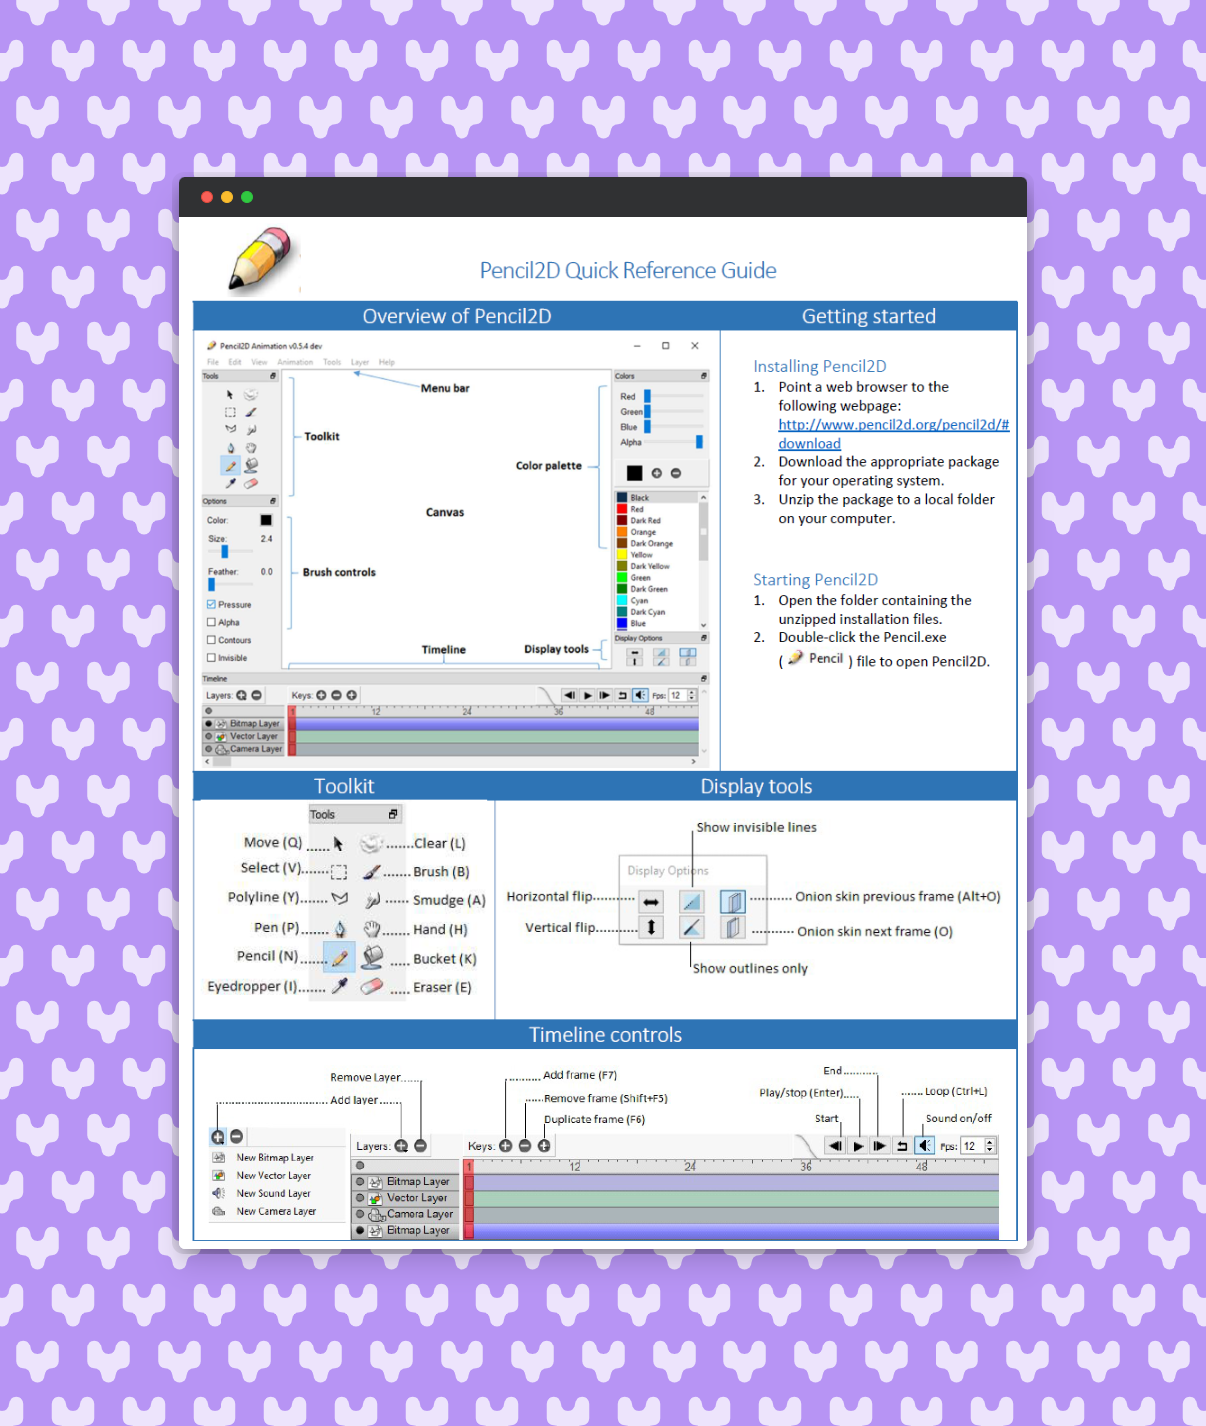 Pencil2D Quick Reference Guide
Overview of Pencil2D
Pencil2D Animation v0.5.4 dev
File Edit View Animation Tools Layer Help
Tools
Menu bar
Toolkit
Canvas
Color palette
Colors
Red
Green
Blue
Alpha
Black
Red
Dark Red
Orange
Dark Orange
Yellow
Dark Yellow
Green
Dark Green
Cyan
Dark Cyan
Blue
Options
Color:
Size: 2.4
Feather: 0.0
Pressure
Alpha
Contours
Invisible
Brush controls
Timeline
Display tools
Display Options
Timeline
Layers: Keys: Fps: 12
1 12 24 36 48
Bitmap Layer
Vector Layer
Camera Layer
Getting started
Installing Pencil2D
1. Point a web browser to the
following webpage:
http://www.pencil2d.org/pencil2d/#
download
2. Download the appropriate package
for your operating system.
3. Unzip the package to a local folder
on your computer.
Starting Pencil2D
1. Open the folder containing the
unzipped installation files.
2. Double-click the Pencil.exe
( Pencil ) file to open Pencil2D.
Toolkit
Tools
Move (Q) ...... ......Clear (L)
Select (V)....... ......Brush (B)
Polyline (Y)....... ......Smudge (A)
Pen (P)....... .......Hand (H)
Pencil (N)....... .....Bucket (K)
Eyedropper (I)....... ..... Eraser (E)
Display tools
Show invisible lines
Display Options
Horizontal flip
Onion skin previous frame (Alt+O)
Vertical flip
Onion skin next frame (O)
Show outlines only
Timeline controls
Remove Layer
Add layer
New Bitmap Layer
New Vector Layer
New Sound Layer
New Camera Layer
Add frame (F7)
Remove frame (Shift+F5)
Duplicate frame (F6)
End
Play/stop (Enter)
Start
Loop (Ctrl+L)
Sound on/off
Layers: Keys: Fps: 12
1 12 24 36 48
Bitmap Layer
Vector Layer
Camera Layer
Bitmap Layer